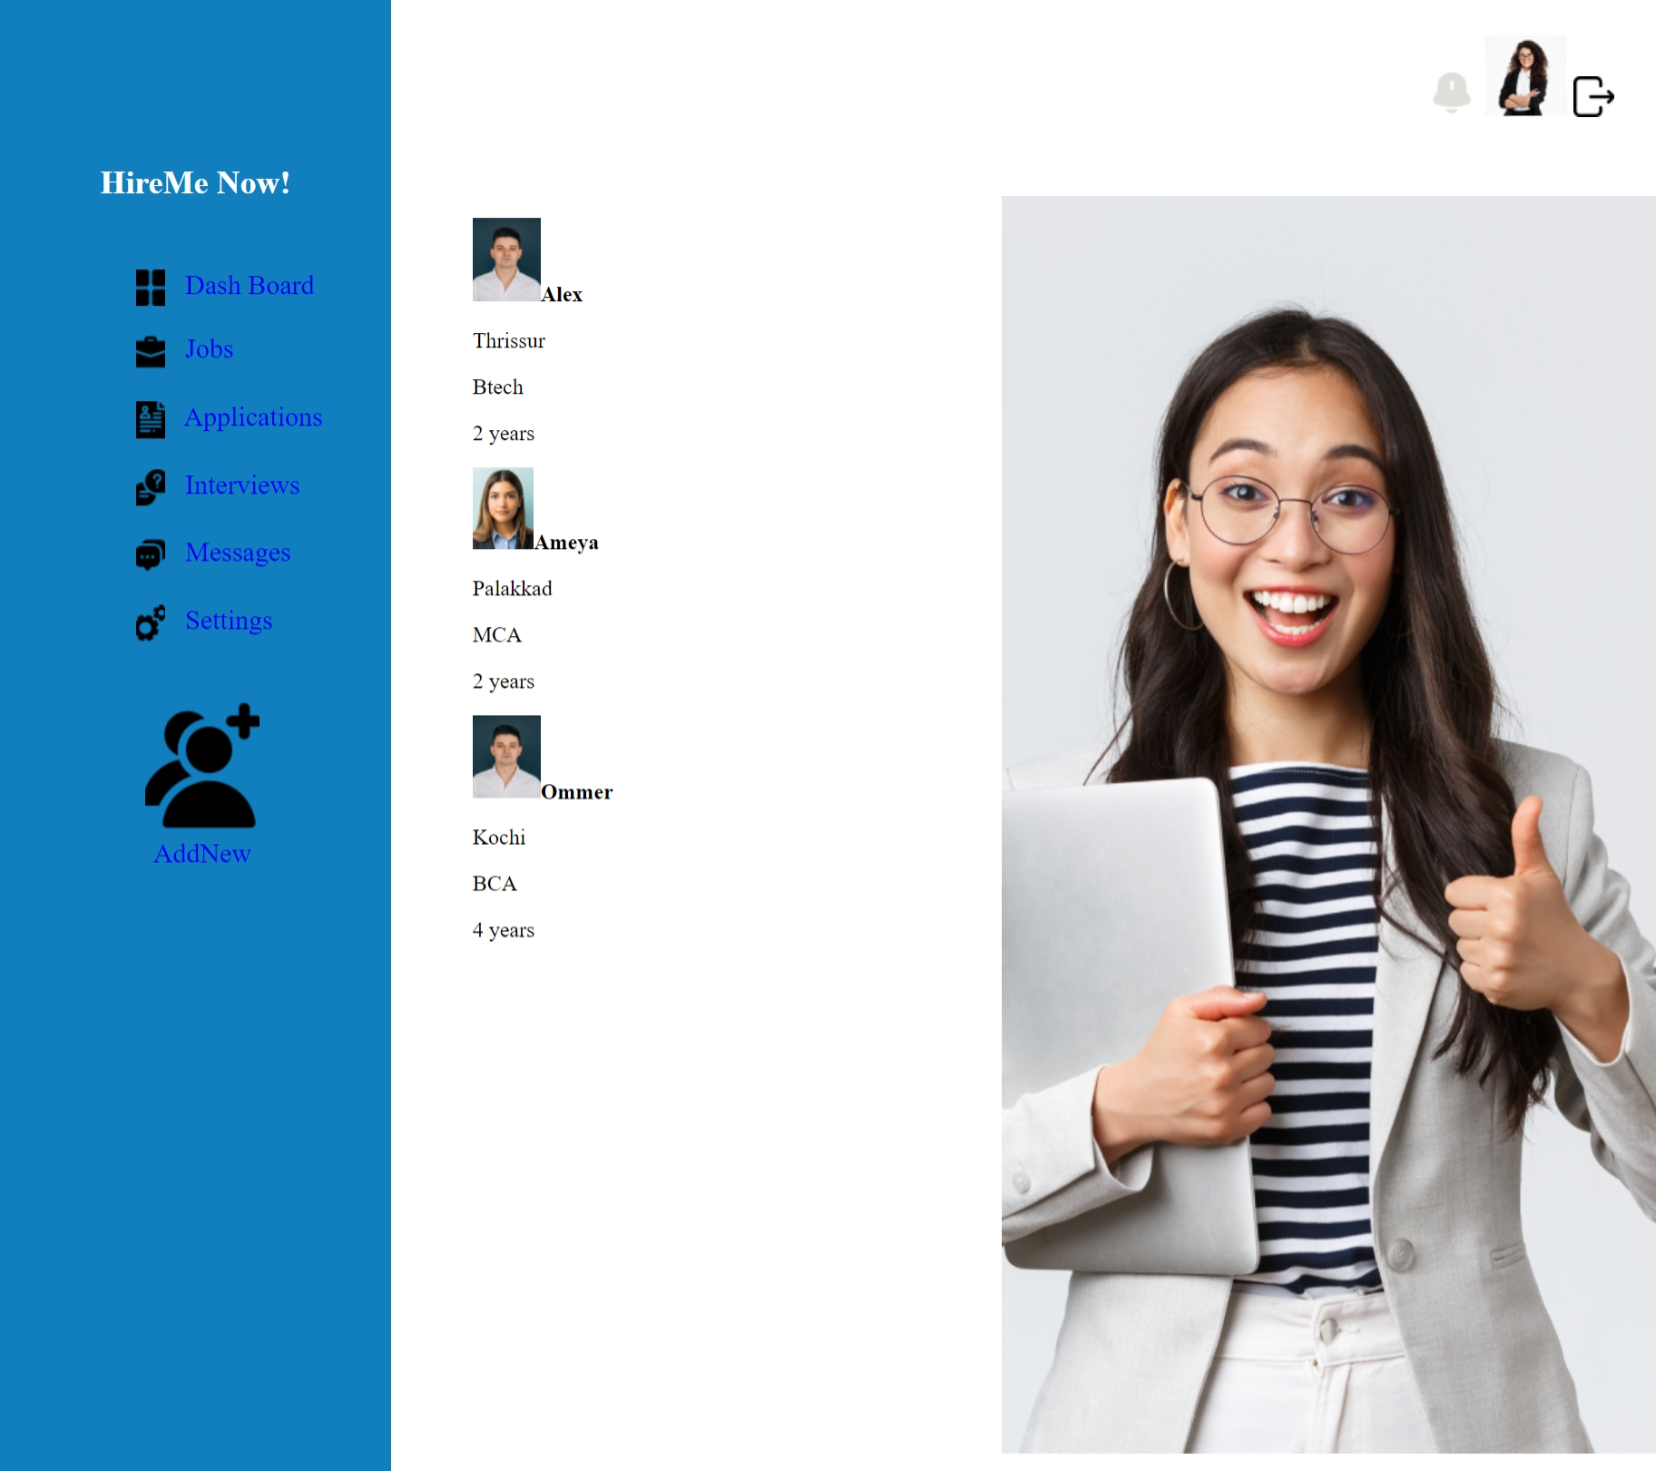 HireMe Now!
Dash Board
Jobs
Applications
Interviews
Messages
Settings
AddNew
Alex
Thrissur
Btech
2 years
Ameya
Palakkad
MCA
2 years
Ommer
Kochi
BCA
4 years